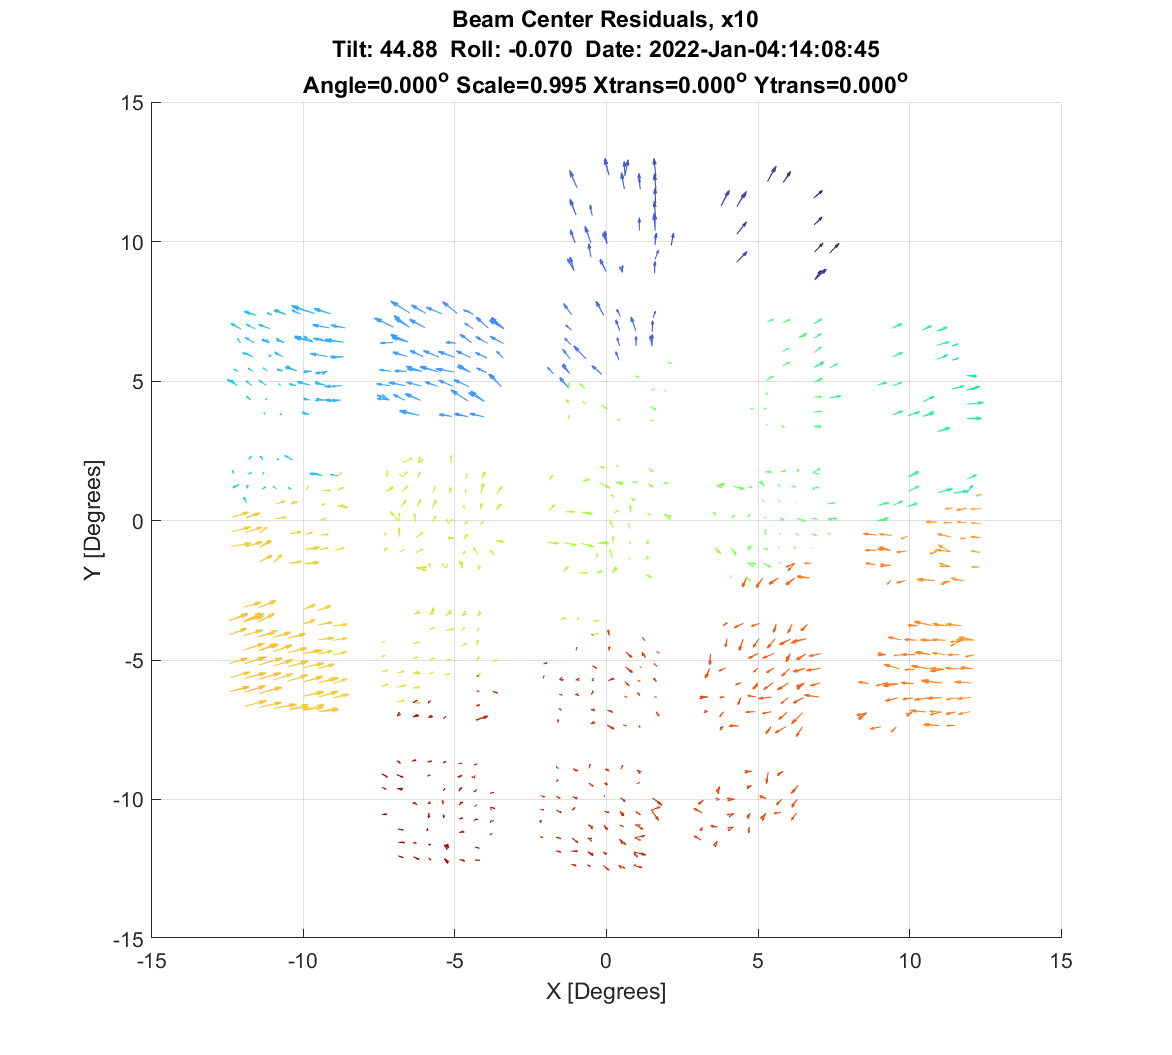 Beam Center Residuals, x10
Tilt: 44.88 Roll: -0.070 Date: 2022-Jan-04:14:08:45
Angle=0.000° Scale=0.995 Xtrans=0.000° Ytrans=0.000°
15
10
5
0
-5
-10
-15
Y [Degrees]
-15 -10 -5 0 5 10 15
X [Degrees]